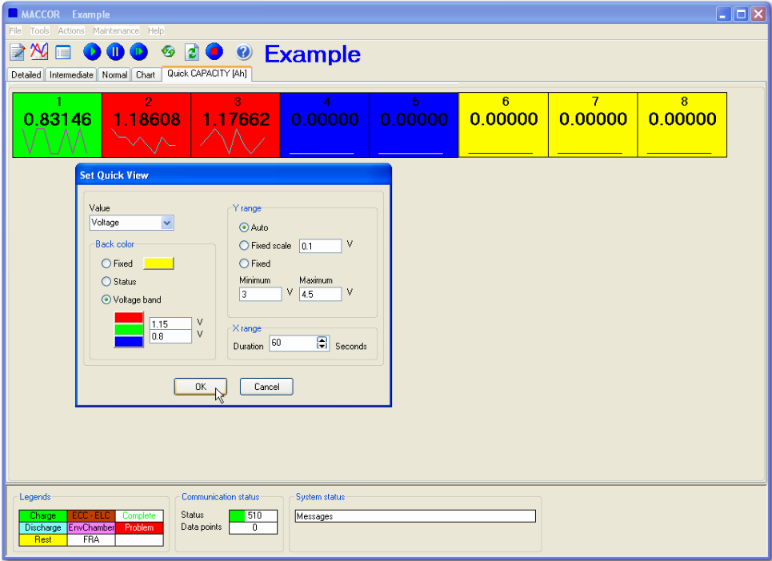 MACCOR Example
File Tools Actions Maintenance Help
Example
Detailed Intermediate Normal Chart Quick CAPACITY [Ah]
1 2 3 4 5 6 7 8
0.83146 1.18608 1.17662 0.00000 0.00000 0.00000 0.00000 0.00000
Set Quick View
Value
Voltage
Back color
Fixed
Status
Voltage band
1.15 V
0.8 V
Y range
Auto
Fixed scale 0.1 V
Fixed
Minimum Maximum
3 V 4.5 V
X range
Duration 60 Seconds
OK Cancel
Legends
Charge ECC - ELC Complete
Discharge EnvChamber Problem
Rest FRA
Communication status
Status 510
Data points 0
System status
Messages